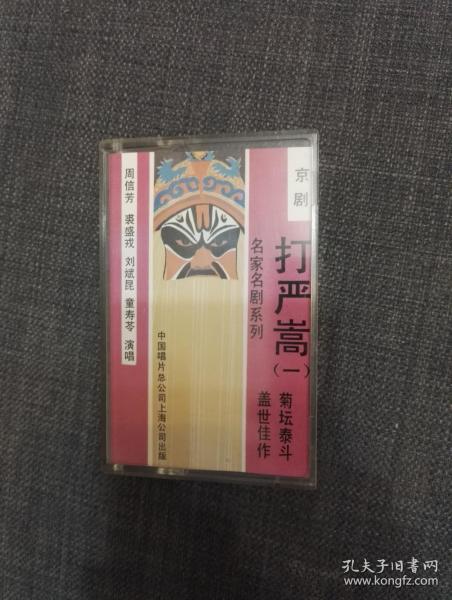 京剧
打严嵩(一)
名家名剧系列
菊坛泰斗
盖世佳作
中国唱片总公司上海公司出版
周信芳 裘盛戎 刘斌昆 童寿苓 演唱
孔夫子旧书网
www.kongfz.com